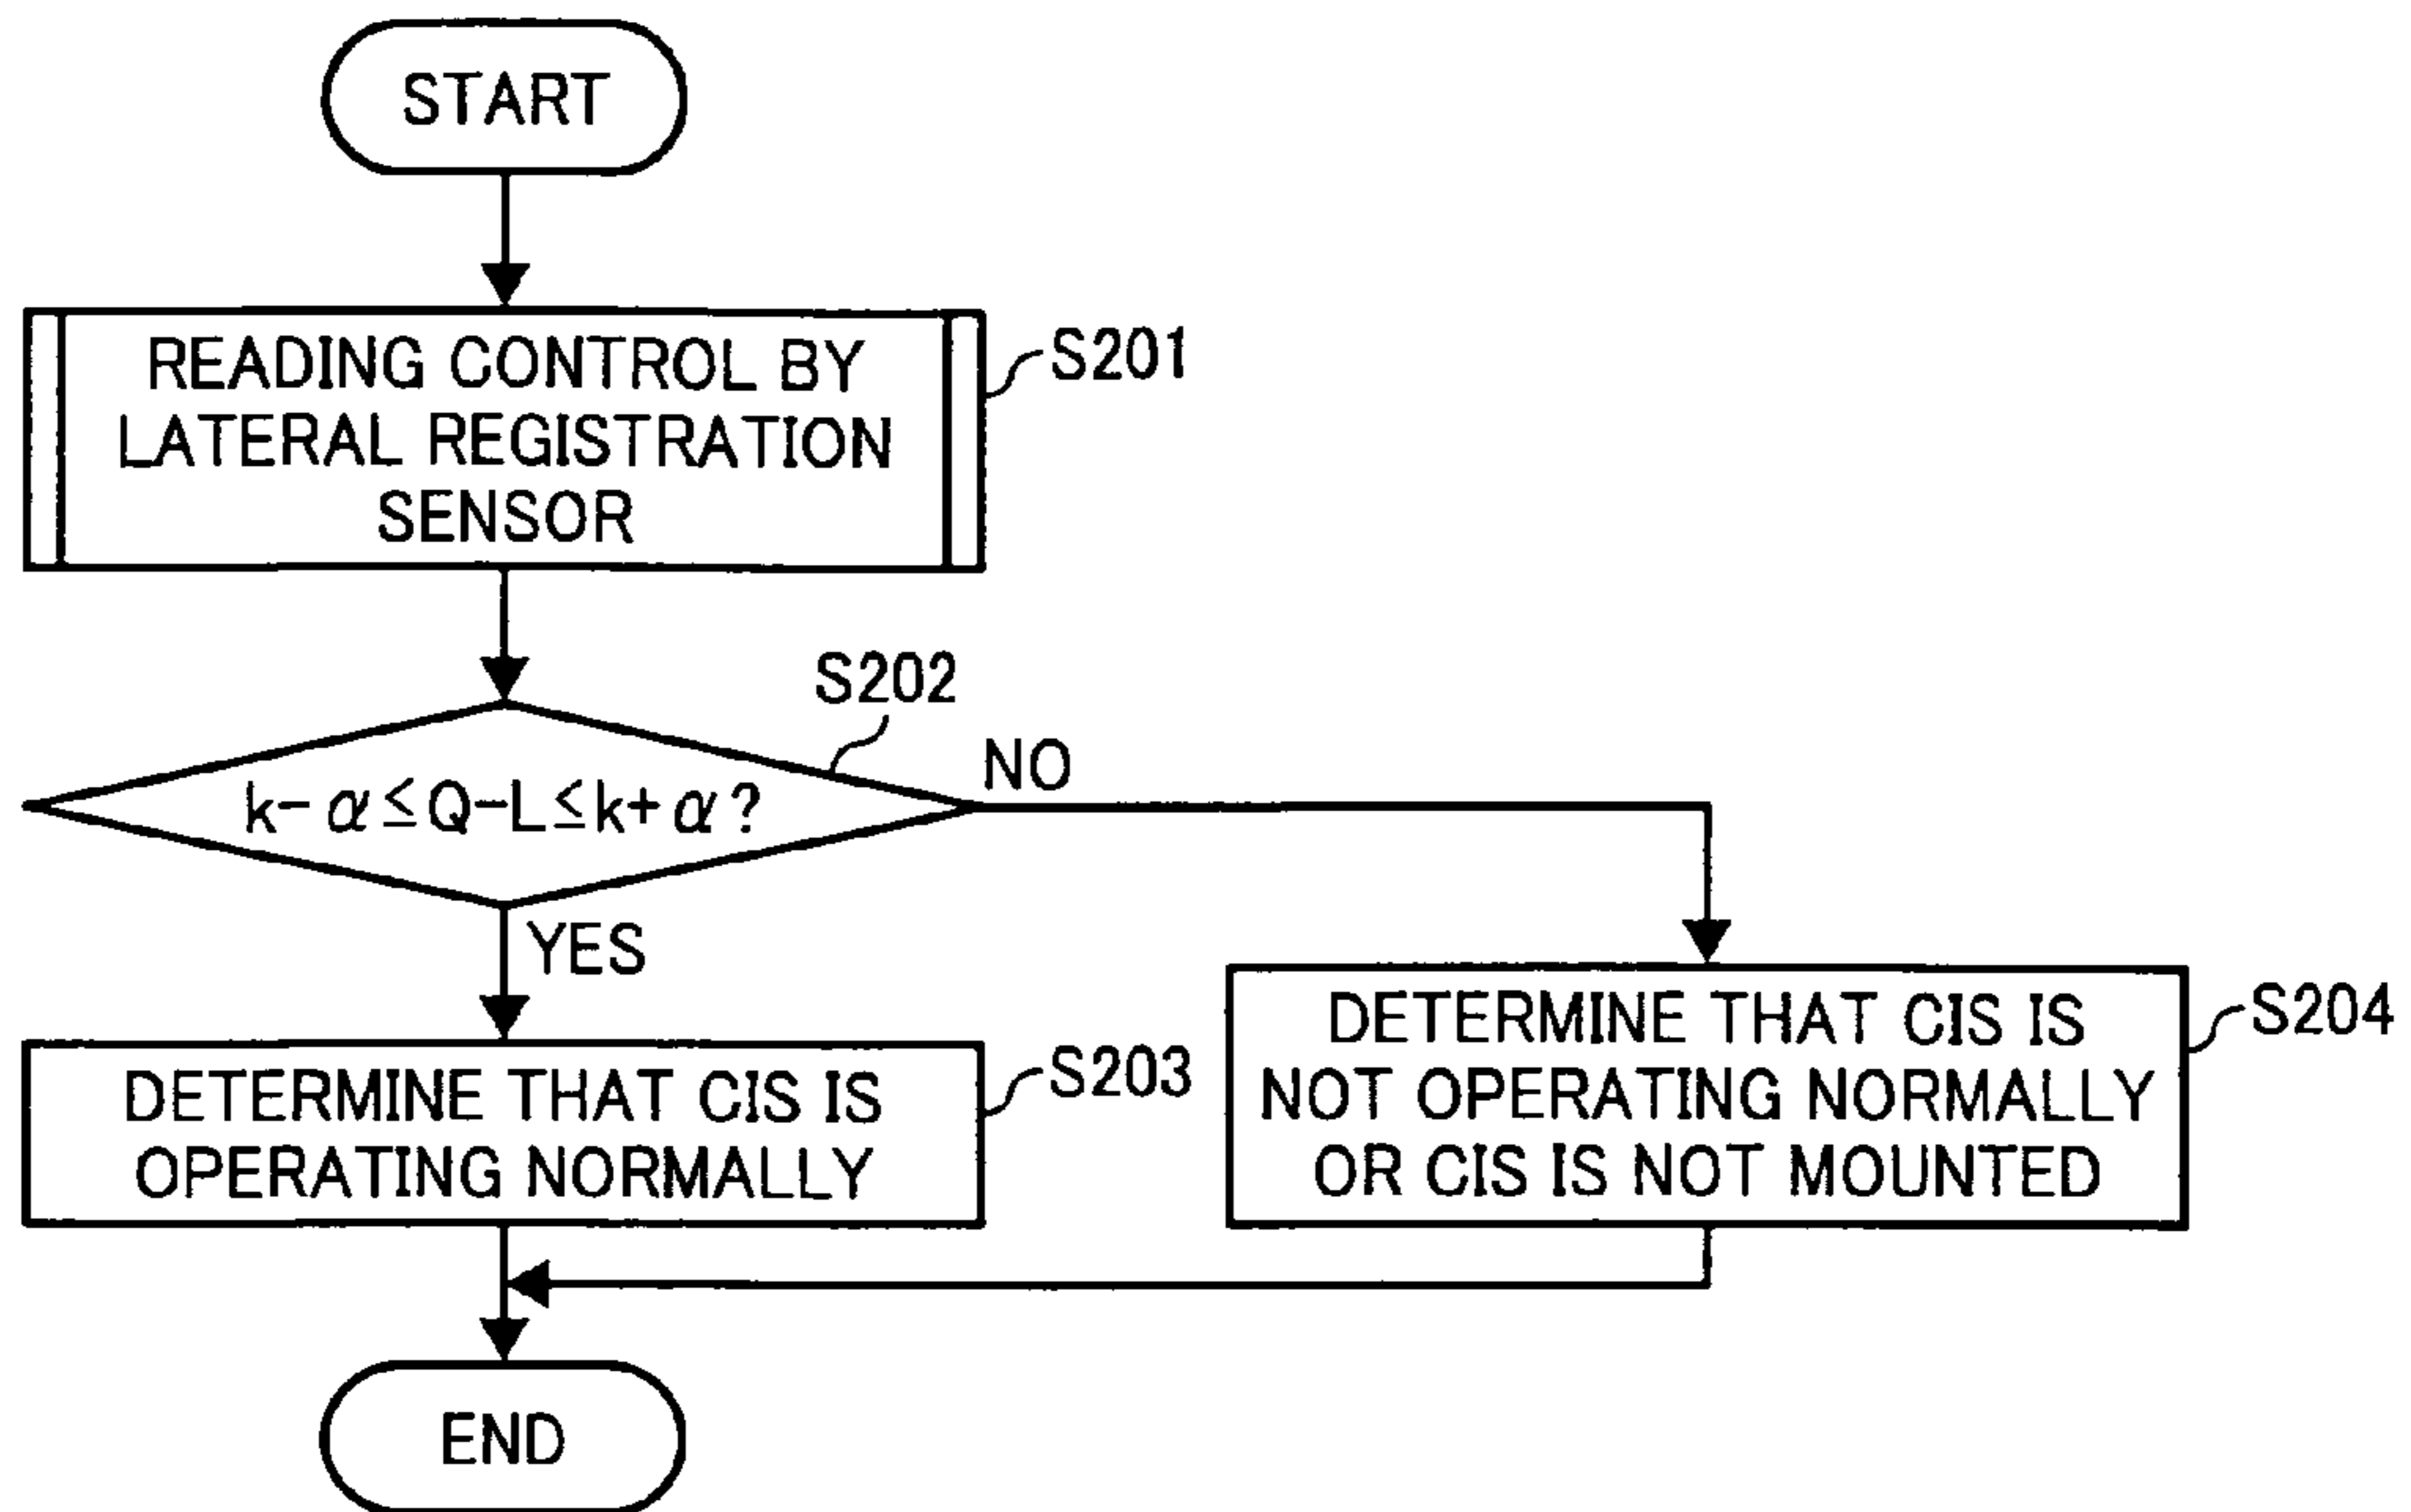 START
READING CONTROL BY
LATERAL REGISTRATION
SENSOR
S201
S202
k-α≤Q-L≤k+α?
NO
YES
DETERMINE THAT CIS IS
OPERATING NORMALLY
S203
DETERMINE THAT CIS IS
NOT OPERATING NORMALLY
OR CIS IS NOT MOUNTED
S204
END